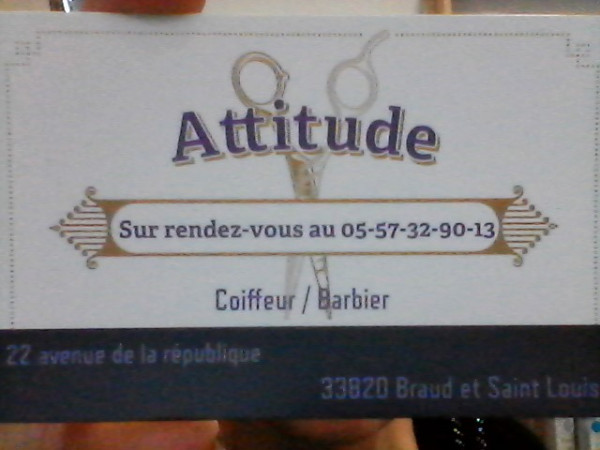 Attitude
Sur rendez-vous au 05-57-32-90-13
Coiffeur / Barbier
22 avenue de la république
33820 Braud et Saint Louis